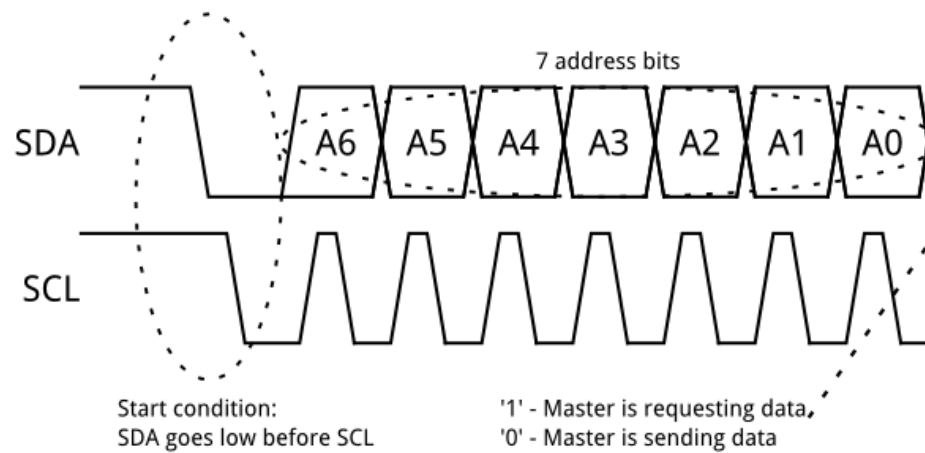 7 address bits
SDA A6 A5 A4 A3 A2 A1 A0
SCL
Start condition:
SDA goes low before SCL
'1' - Master is requesting data
'0' - Master is sending data